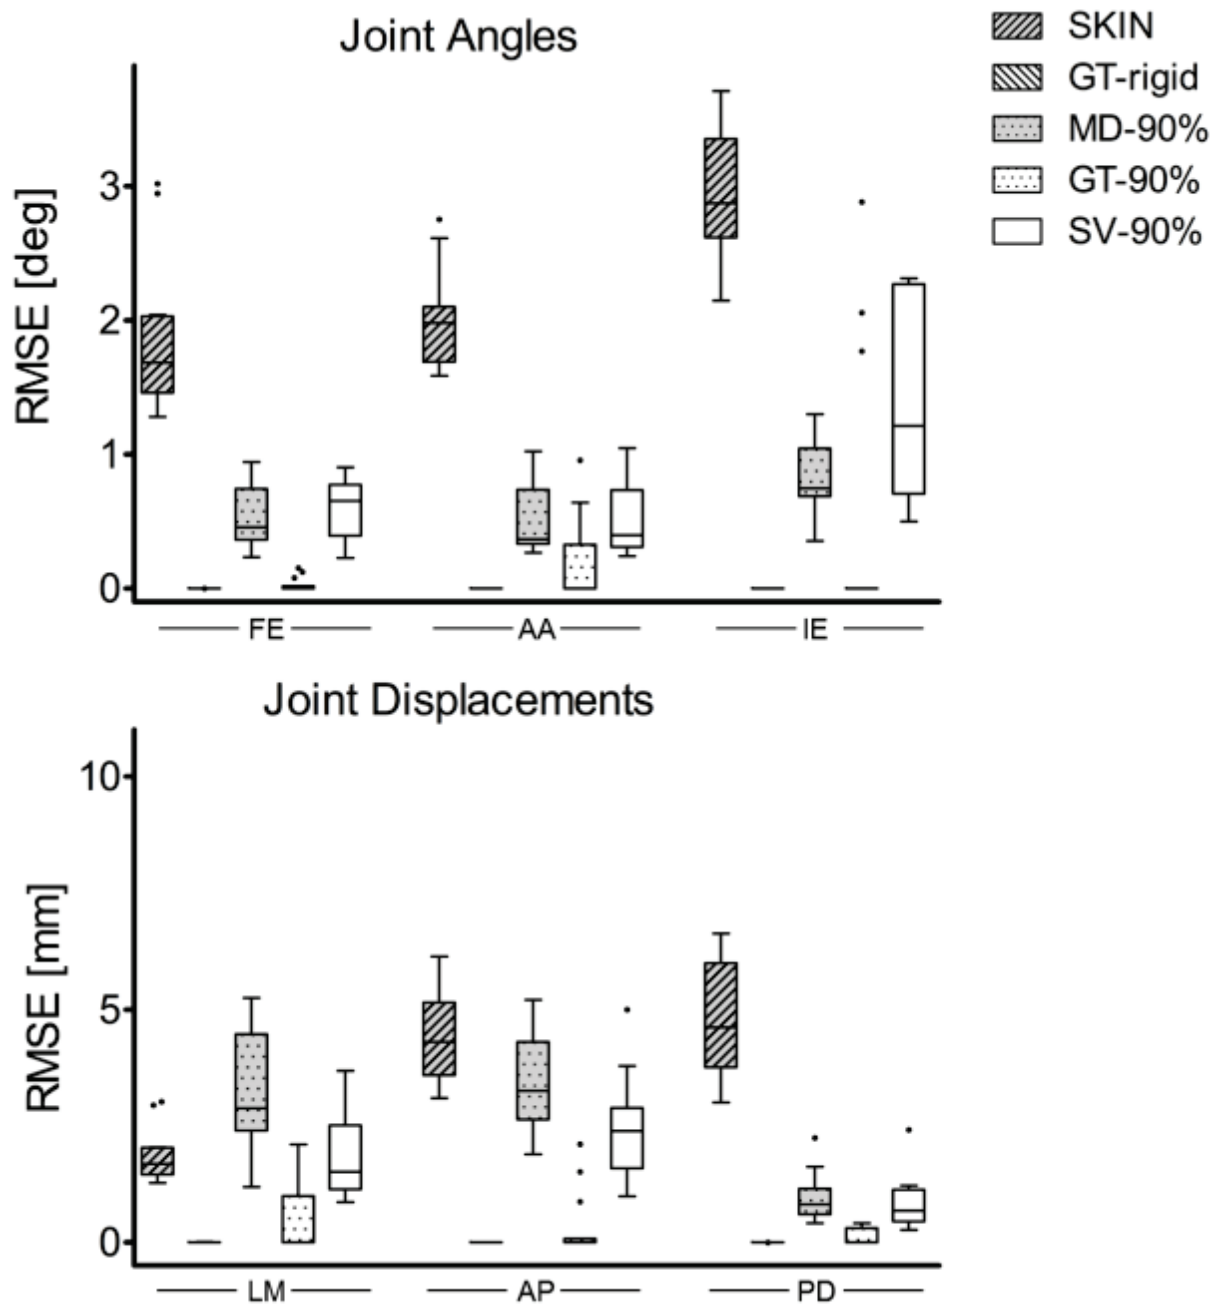 Joint Angles
SKIN
GT-rigid
MD-90%
GT-90%
SV-90%
RMSE [deg]
3
2
1
0
FE
AA
IE
Joint Displacements
RMSE [mm]
10
5
0
LM
AP
PD